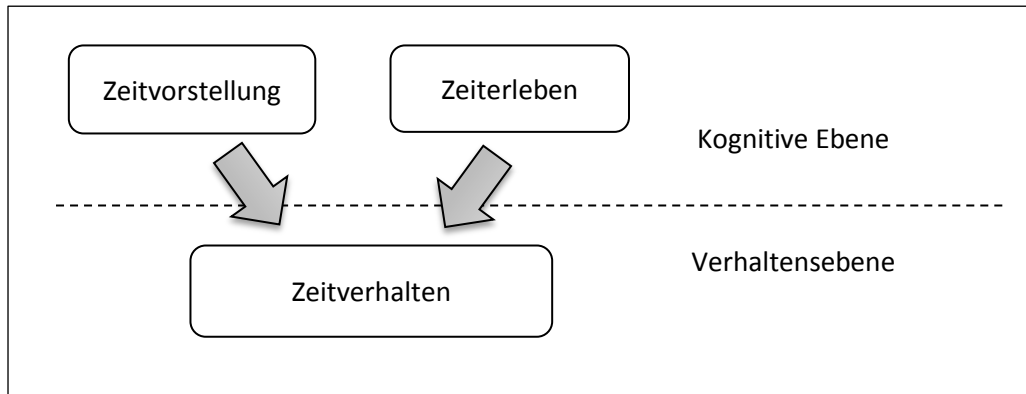 Zeitvorstellung
Zeiterleben
Kognitive Ebene
Verhaltensebene
Zeitverhalten